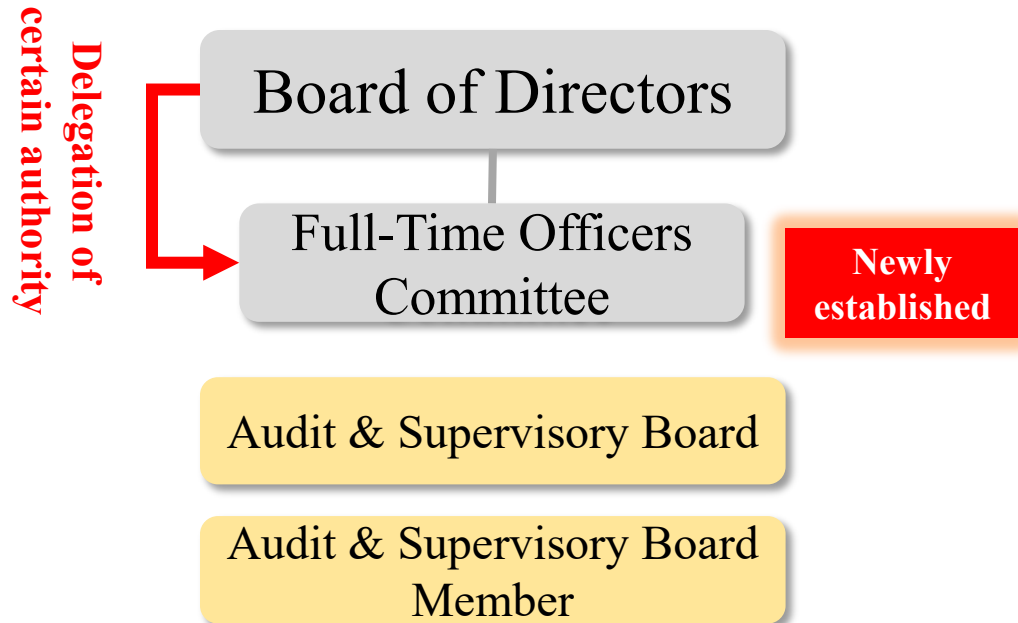 Delegation of
certain authority
Board of Directors
Full-Time Officers
Committee
Newly
established
Audit & Supervisory Board
Audit & Supervisory Board
Member